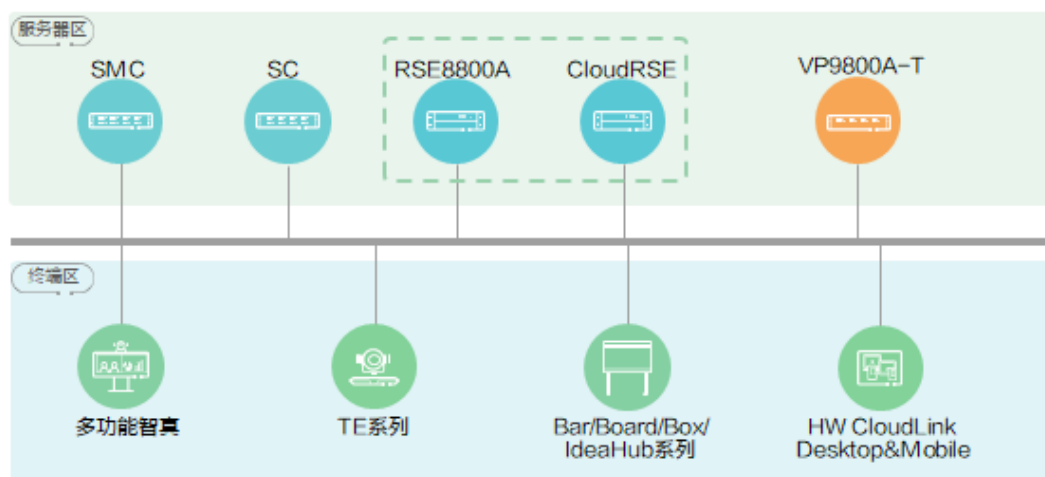 服务器区
SMC
SC
RSE8800A
CloudRSE
VP9800A-T
终端区
多功能智真
TE系列
Bar/Board/Box/
IdeaHub系列
HW CloudLink
Desktop&Mobile